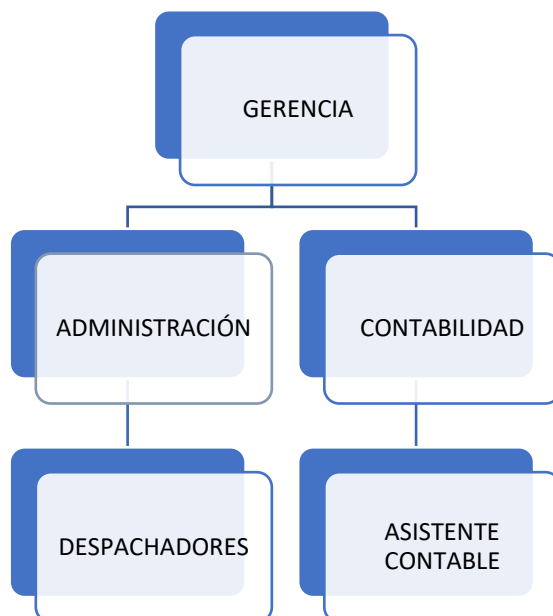 GERENCIA
ADMINISTRACIÓN
CONTABILIDAD
DESPACHADORES
ASISTENTE
CONTABLE